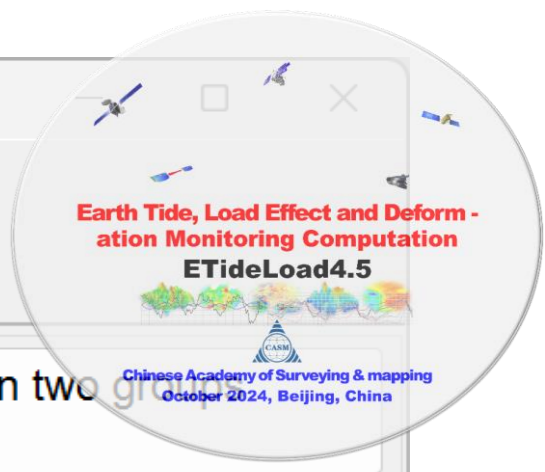 Earth Tide, Load Effect and Deform -
ation Monitoring Computation
ETideLoad4.5
CASM
n two groups
Chinese Academy of Surveying & mapping
October 2024, Beijing, China